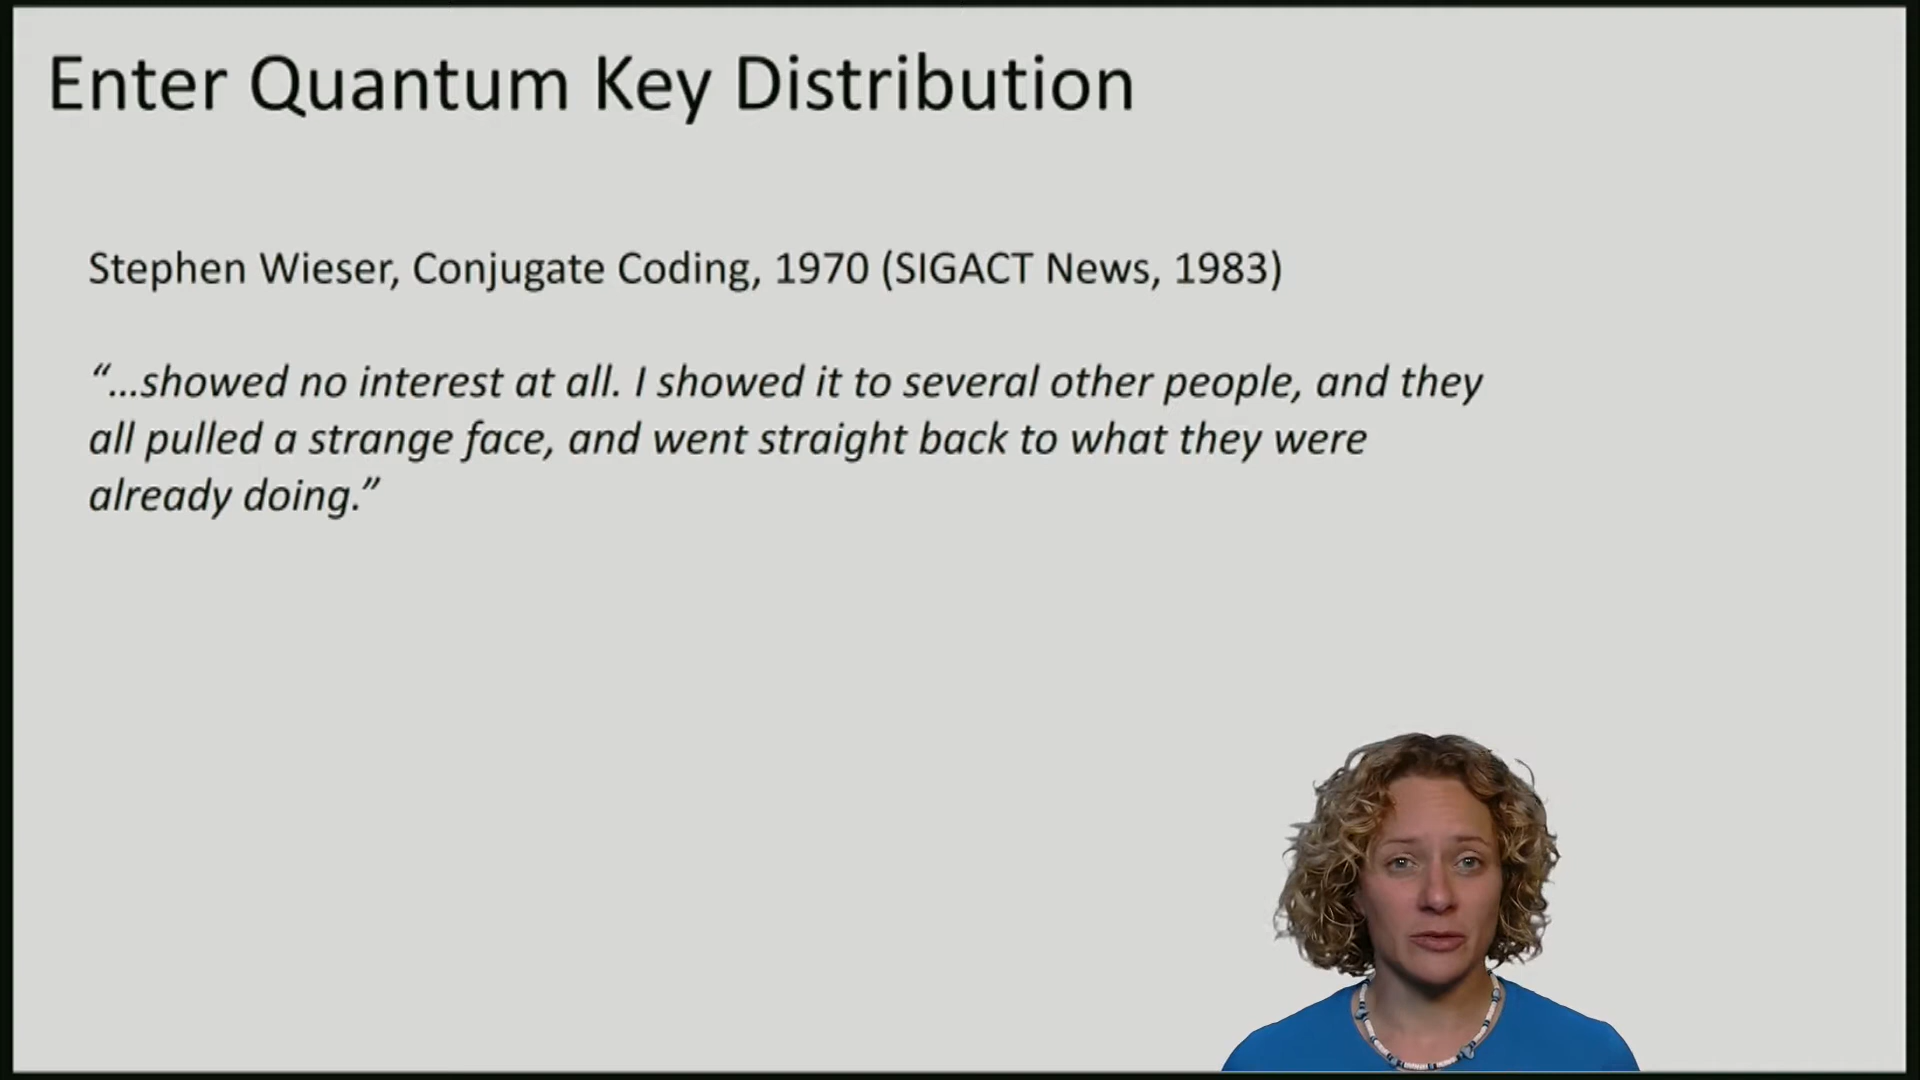 Enter Quantum Key Distribution
Stephen Wieser, Conjugate Coding, 1970 (SIGACT News, 1983)
“…showed no interest at all. I showed it to several other people, and they
all pulled a strange face, and went straight back to what they were
already doing.”